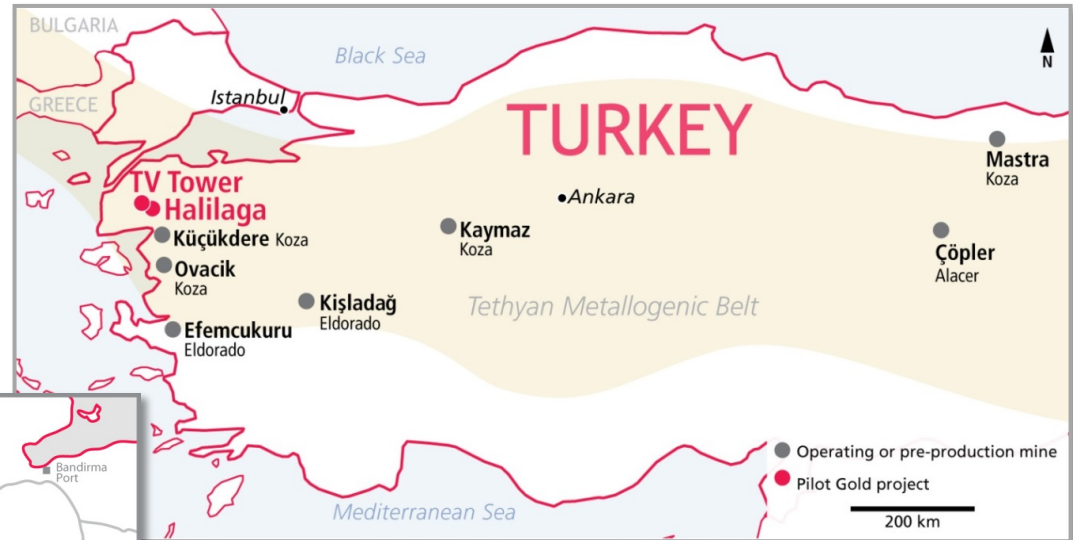 BULGARIA
Black Sea
N
GREECE
Istanbul
TURKEY
Mastra
Koza
TV Tower
Halilaga
Ankara
Küçükdere Koza
Kaymaz
Koza
Çöpler
Alacer
Ovacik
Koza
Kişladağ
Eldorado
Tethyan Metallogenic Belt
Efemcukuru
Eldorado
Operating or pre-production mine
Pilot Gold project
200 km
Bandirma
Port
Mediterranean Sea